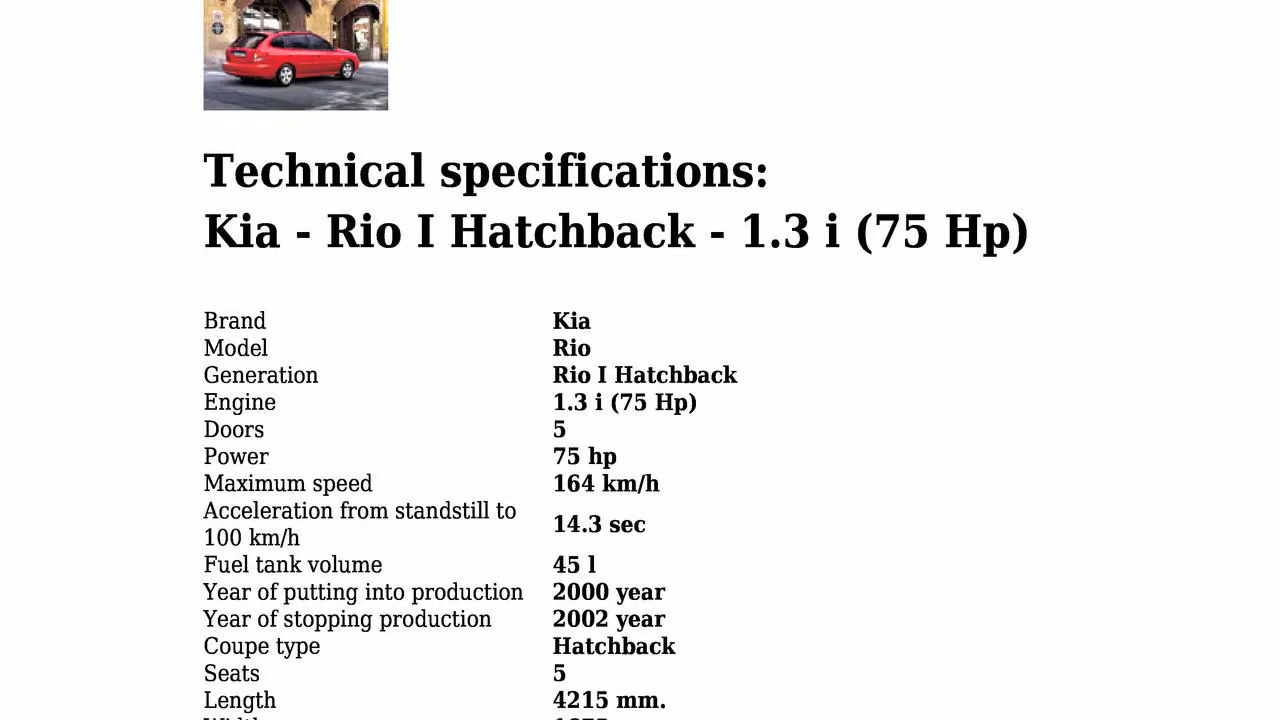 Technical specifications:
Kia - Rio I Hatchback - 1.3 i (75 Hp)
Brand Kia
Model Rio
Generation Rio I Hatchback
Engine 1.3 i (75 Hp)
Doors 5
Power 75 hp
Maximum speed 164 km/h
Acceleration from standstill to
100 km/h 14.3 sec
Fuel tank volume 45 l
Year of putting into production 2000 year
Year of stopping production 2002 year
Coupe type Hatchback
Seats 5
Length 4215 mm.